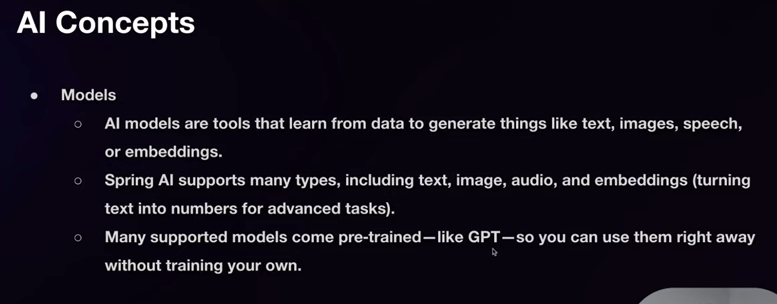 AI Concepts
● Models
○ AI models are tools that learn from data to generate things like text, images, speech,
or embeddings.
○ Spring AI supports many types, including text, image, audio, and embeddings (turning
text into numbers for advanced tasks).
○ Many supported models come pre-trained—like GPT—so you can use them right away
without training your own.